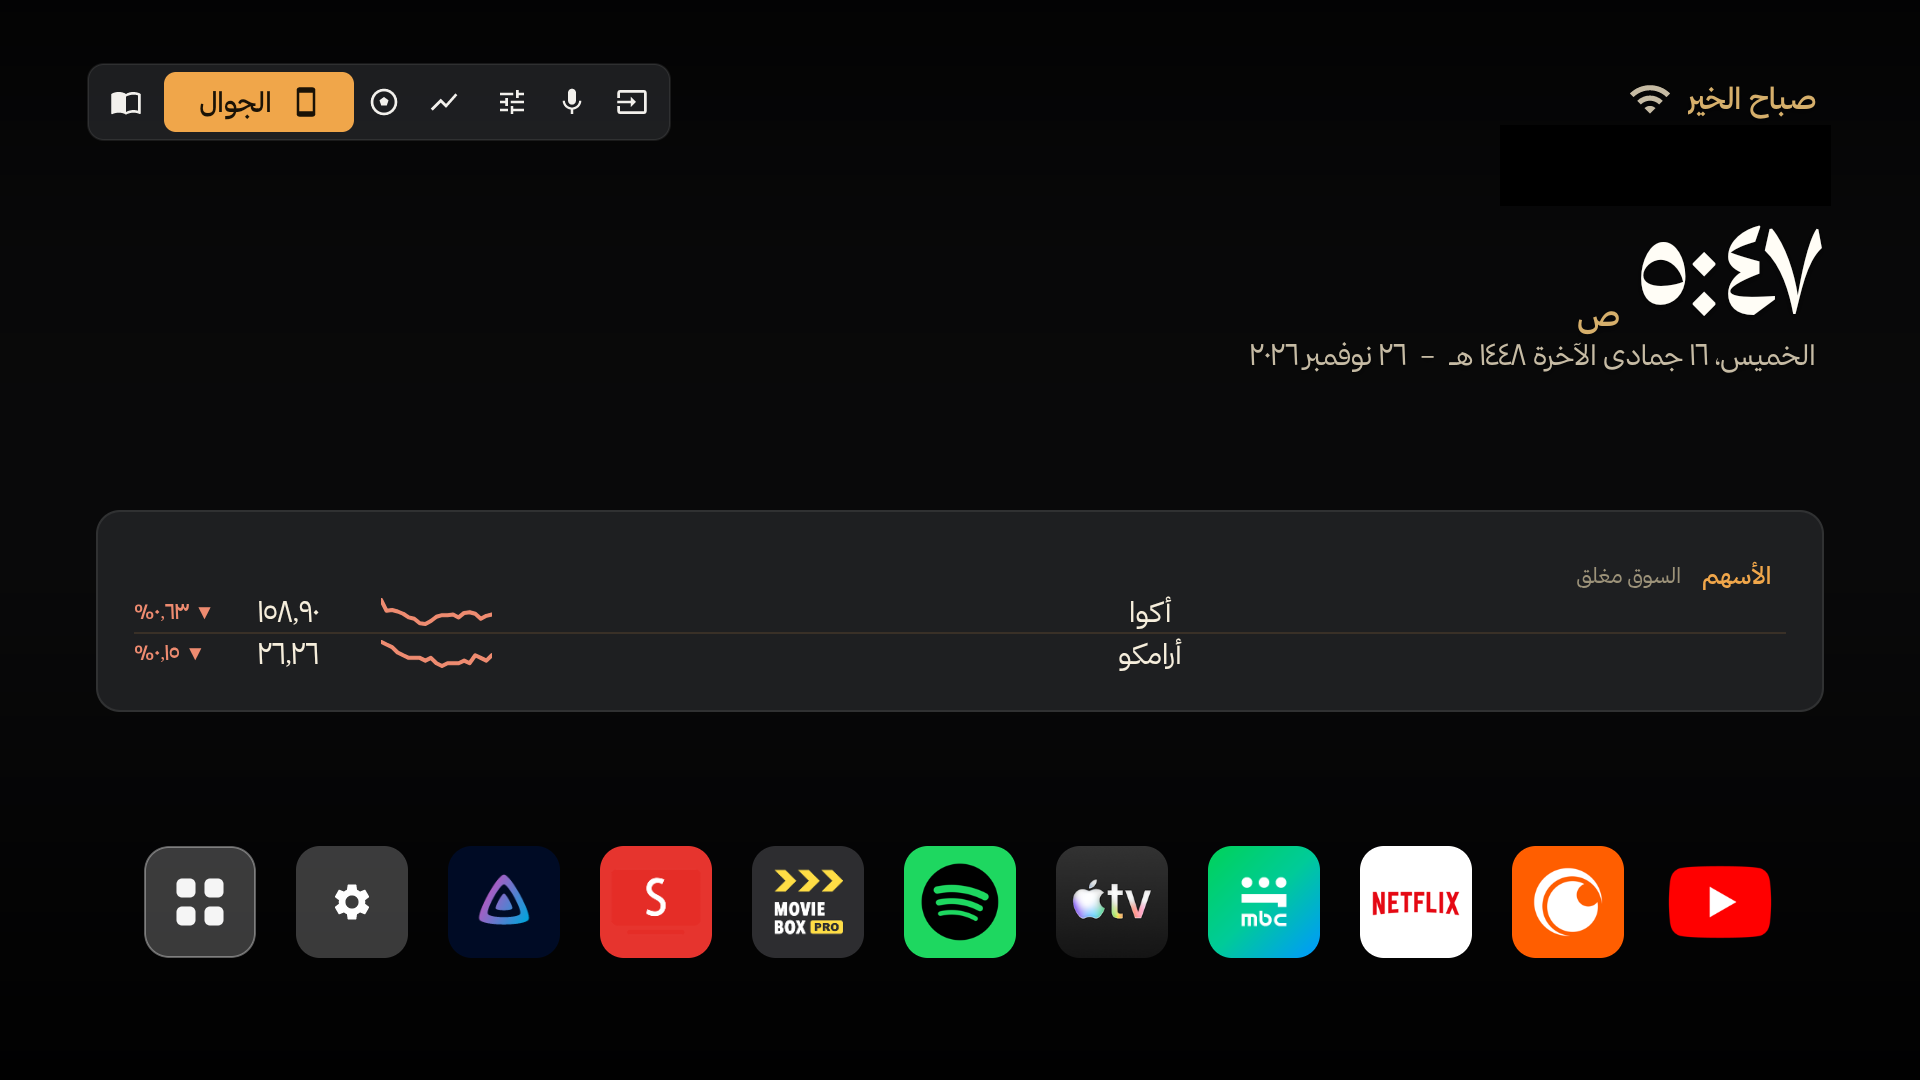 صباح الخير
الجوال
٥:٤٧ ص
الخميس، ١٦ جمادى الآخرة ١٤٤٨ هـ – ٢٦ نوفمبر ٢٠٢٦
الأسهم السوق مغلق
أكوا ١٥٨,٩٠ ▼ ٠,٦٣%
أرامكو ٢٦,٢٦ ▼ ٠,١٥%
NETFLIX
mbc
tv
MOVIE
BOX PRO
S